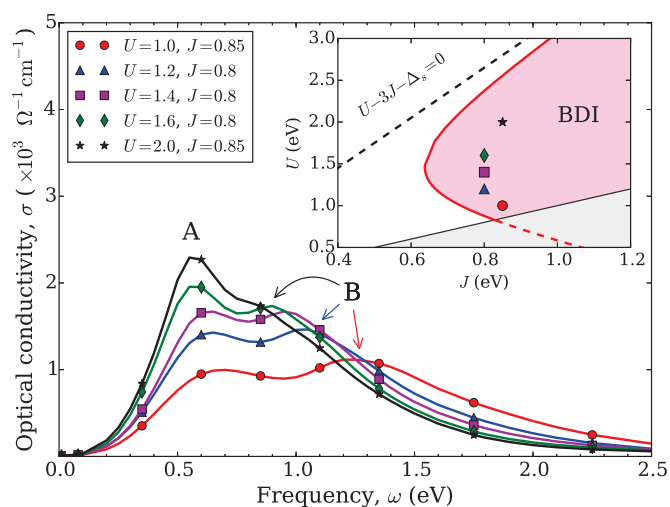 5
4
3
2
1
0.0
0.5
1.0
1.5
2.0
2.5
Optical conductivity, σ ( ×10³ Ω⁻¹ cm⁻¹ )
Frequency, ω (eV)
U=1.0, J=0.85
U=1.2, J=0.8
U=1.4, J=0.8
U=1.6, J=0.8
U=2.0, J=0.85
A
B
3.0
2.5
2.0
1.5
1.0
0.5
0.4
0.6
0.8
1.0
1.2
U (eV)
J (eV)
U−3J−Δₛ=0
BDI